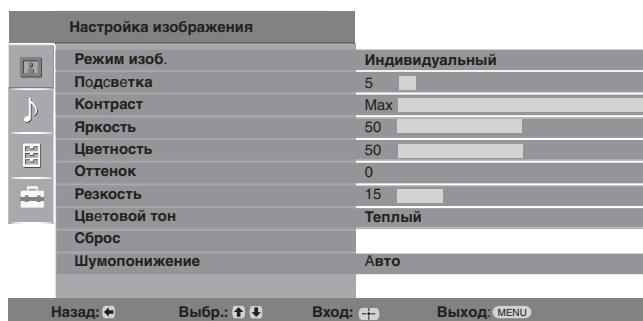 Настройка изображения
Режим изоб. Индивидуальный
Подсветка 5
Контраст Max
Яркость 50
Цветность 50
Оттенок 0
Резкость 15
Цветовой тон Теплый
Сброс
Шумопонижение Авто
Назад: Выбр.: Вход: Выход: MENU